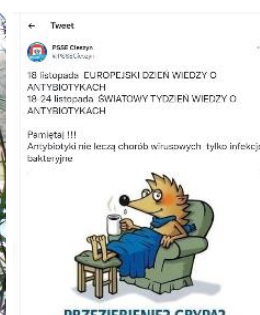 Tweet
PSSE Cieszyn
@PSSECieszyn
18 listopada EUROPEJSKI DZIEŃ WIEDZY O
ANTYBIOTYKACH
18-24 listopada ŚWIATOWY TYDZIEŃ WIEDZY O
ANTYBIOTYKACH
Pamiętaj !!!
Antybiotyki nie leczą chorób wirusowych tylko infekcje
bakteryjne
PRZEZIĘBIENIE? GRYPA?